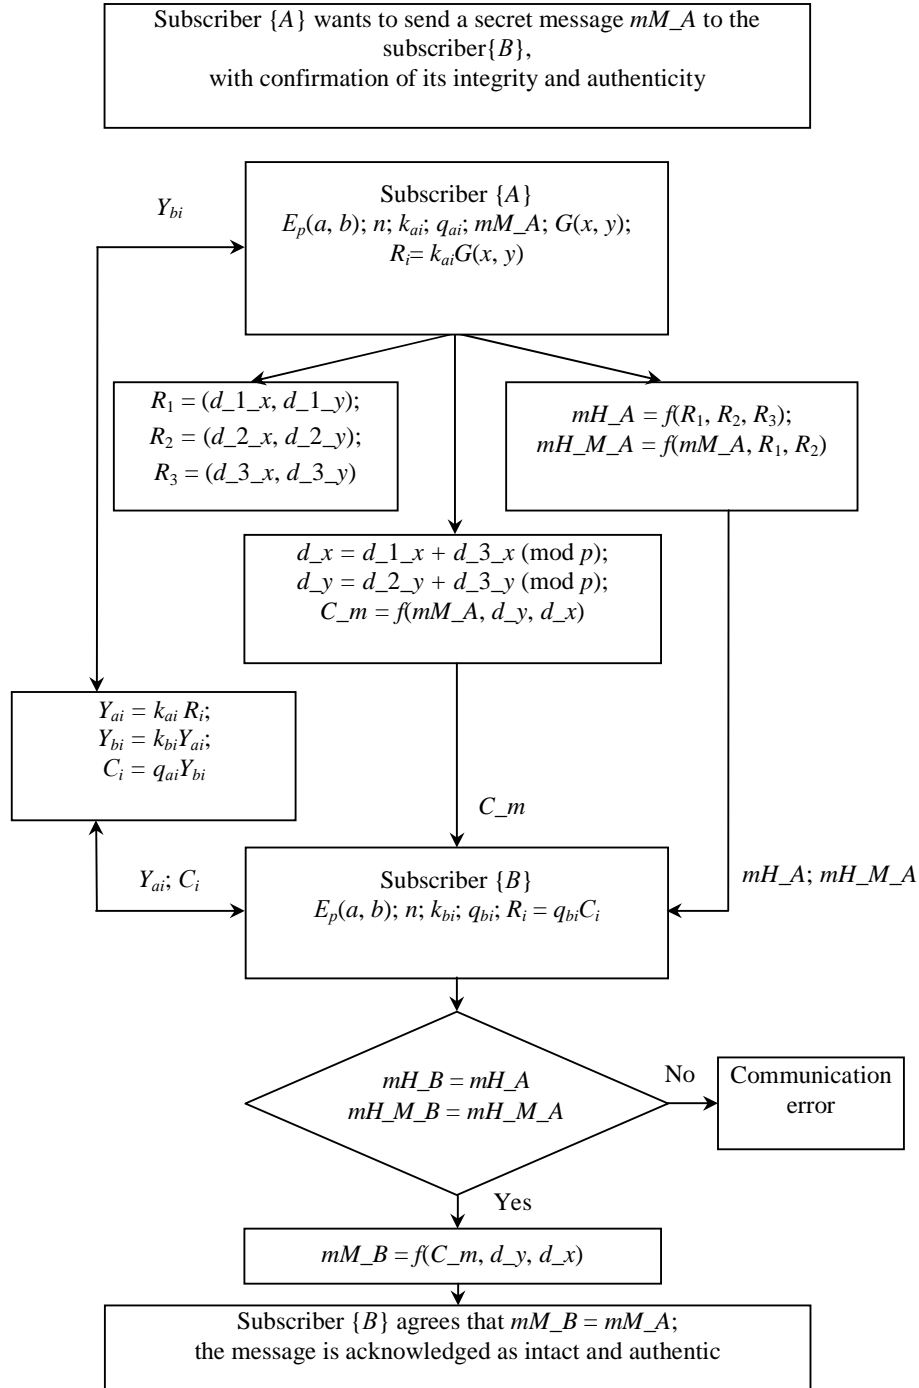 Subscriber {A} wants to send a secret message mM_A to the
subscriber{B},
with confirmation of its integrity and authenticity
Y_bi
Subscriber {A}
E_p(a, b); n; k_ai; q_ai; mM_A; G(x, y);
R_i= k_aiG(x, y)
R_1 = (d_1_x, d_1_y);
R_2 = (d_2_x, d_2_y);
R_3 = (d_3_x, d_3_y)
mH_A = f(R_1, R_2, R_3);
mH_M_A = f(mM_A, R_1, R_2)
d_x = d_1_x + d_3_x (mod p);
d_y = d_2_y + d_3_y (mod p);
C_m = f(mM_A, d_y, d_x)
Y_ai = k_ai R_i;
Y_bi = k_biY_ai;
C_i = q_aiY_bi
C_m
Y_ai; C_i
mH_A; mH_M_A
Subscriber {B}
E_p(a, b); n; k_bi; q_bi; R_i = q_biC_i
mH_B = mH_A
mH_M_B = mH_M_A
No
Communication
error
Yes
mM_B = f(C_m, d_y, d_x)
Subscriber {B} agrees that mM_B = mM_A;
the message is acknowledged as intact and authentic